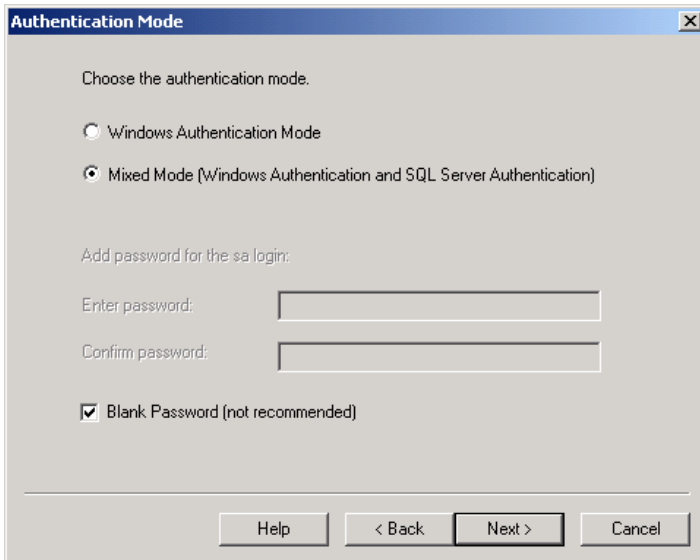 Authentication Mode
Choose the authentication mode.
Windows Authentication Mode
Mixed Mode (Windows Authentication and SQL Server Authentication)
Add password for the sa login:
Enter password:
Confirm password:
Blank Password (not recommended)
Help < Back Next > Cancel